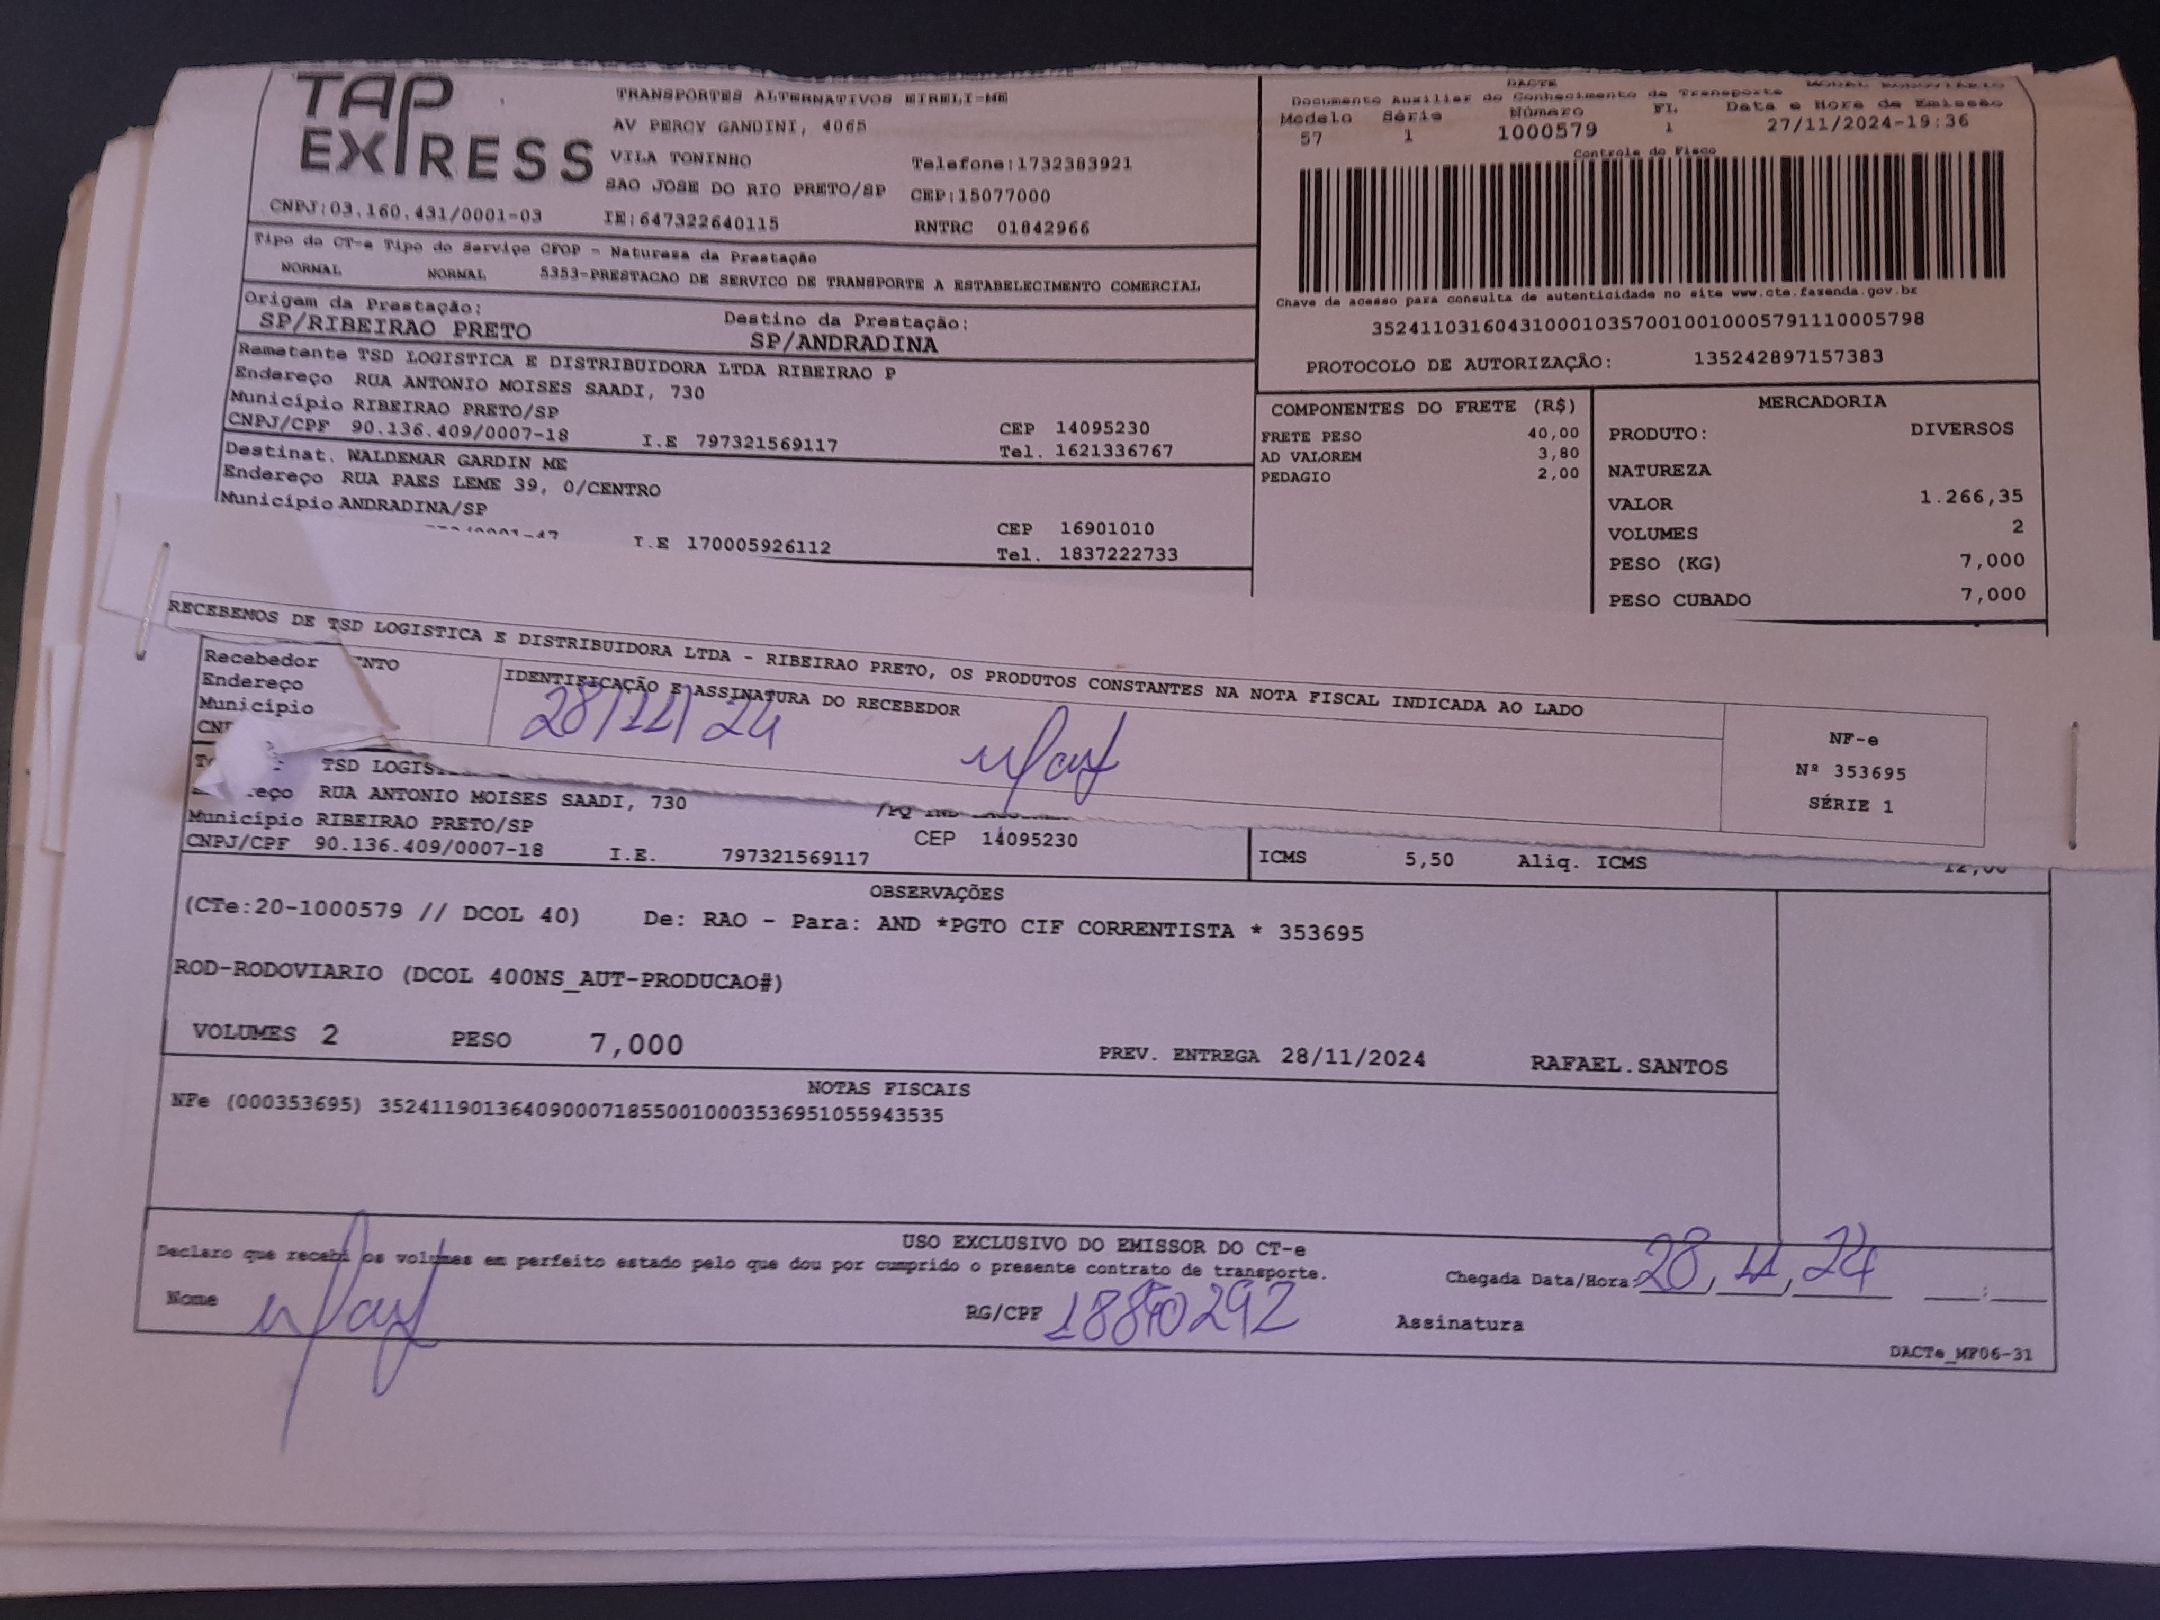 TAP EXPRESS
TRANSPORTES ALTERNATIVOS EIRELI-ME
AV PERCY GANDINI, 4065
VILA TONINHO Telefone:1732383921
SAO JOSE DO RIO PRETO/SP CEP:15077000
CNPJ:03.160.431/0001-03 IE:647322640115 RNTRC 01842966
DACTE MODAL RODOVIARIO
Documento Auxiliar do Conhecimento de Transporte
Modelo Série Número FL Data e Hora de Emissão
57 1 1000579 1 27/11/2024-19:36
Controle do Fisco
Chave de acesso para consulta de autenticidade no site www.cte.fazenda.gov.br
35241103160431000103570010010005791110005798
PROTOCOLO DE AUTORIZAÇÃO: 135242897157383
Tipo do CT-e Tipo do Serviço CFOP - Natureza da Prestação
NORMAL NORMAL 5353-PRESTACAO DE SERVICO DE TRANSPORTE A ESTABELECIMENTO COMERCIAL
Origem da Prestação: Destino da Prestação:
SP/RIBEIRAO PRETO SP/ANDRADINA
Remetente TSD LOGISTICA E DISTRIBUIDORA LTDA RIBEIRAO P
Endereço RUA ANTONIO MOISES SAADI, 730
Município RIBEIRAO PRETO/SP CEP 14095230
CNPJ/CPF 90.136.409/0007-18 I.E 797321569117 Tel. 1621336767
Destinat. WALDEMAR GARDIN ME
Endereço RUA PAES LEME 39, 0/CENTRO
Município ANDRADINA/SP CEP 16901010
I.E 170005926112 Tel. 1837222733
COMPONENTES DO FRETE (R$)
FRETE PESO 40,00
AD VALOREM 3,80
PEDAGIO 2,00
MERCADORIA
PRODUTO: DIVERSOS
NATUREZA
VALOR 1.266,35
VOLUMES 2
PESO (KG) 7,000
PESO CUBADO 7,000
RECEBEMOS DE TSD LOGISTICA E DISTRIBUIDORA LTDA - RIBEIRAO PRETO, OS PRODUTOS CONSTANTES NA NOTA FISCAL INDICADA AO LADO
IDENTIFICAÇÃO E ASSINATURA DO RECEBEDOR
28/11/24
NF-e
Nº 353695
SÉRIE 1
Recebedor
Endereço
Município
TSD LOGIS
RUA ANTONIO MOISES SAADI, 730
Município RIBEIRAO PRETO/SP CEP 14095230
CNPJ/CPF 90.136.409/0007-18 I.E. 797321569117
ICMS 5,50 Aliq. ICMS 12,00
OBSERVAÇÕES
(CTe:20-1000579 // DCOL 40) De: RAO - Para: AND *PGTO CIF CORRENTISTA * 353695
ROD-RODOVIARIO (DCOL 400NS_AUT-PRODUCAO#)
VOLUMES 2 PESO 7,000 PREV. ENTREGA 28/11/2024 RAFAEL.SANTOS
NOTAS FISCAIS
NFe (000353695) 35241190136409000718550010003536951055943535
USO EXCLUSIVO DO EMISSOR DO CT-e
Declaro que recebi os volumes em perfeito estado pelo que dou por cumprido o presente contrato de transporte.
Chegada Data/Hora: 28, 11, 24 :
Nome RG/CPF Assinatura
DACTe_MF06-31